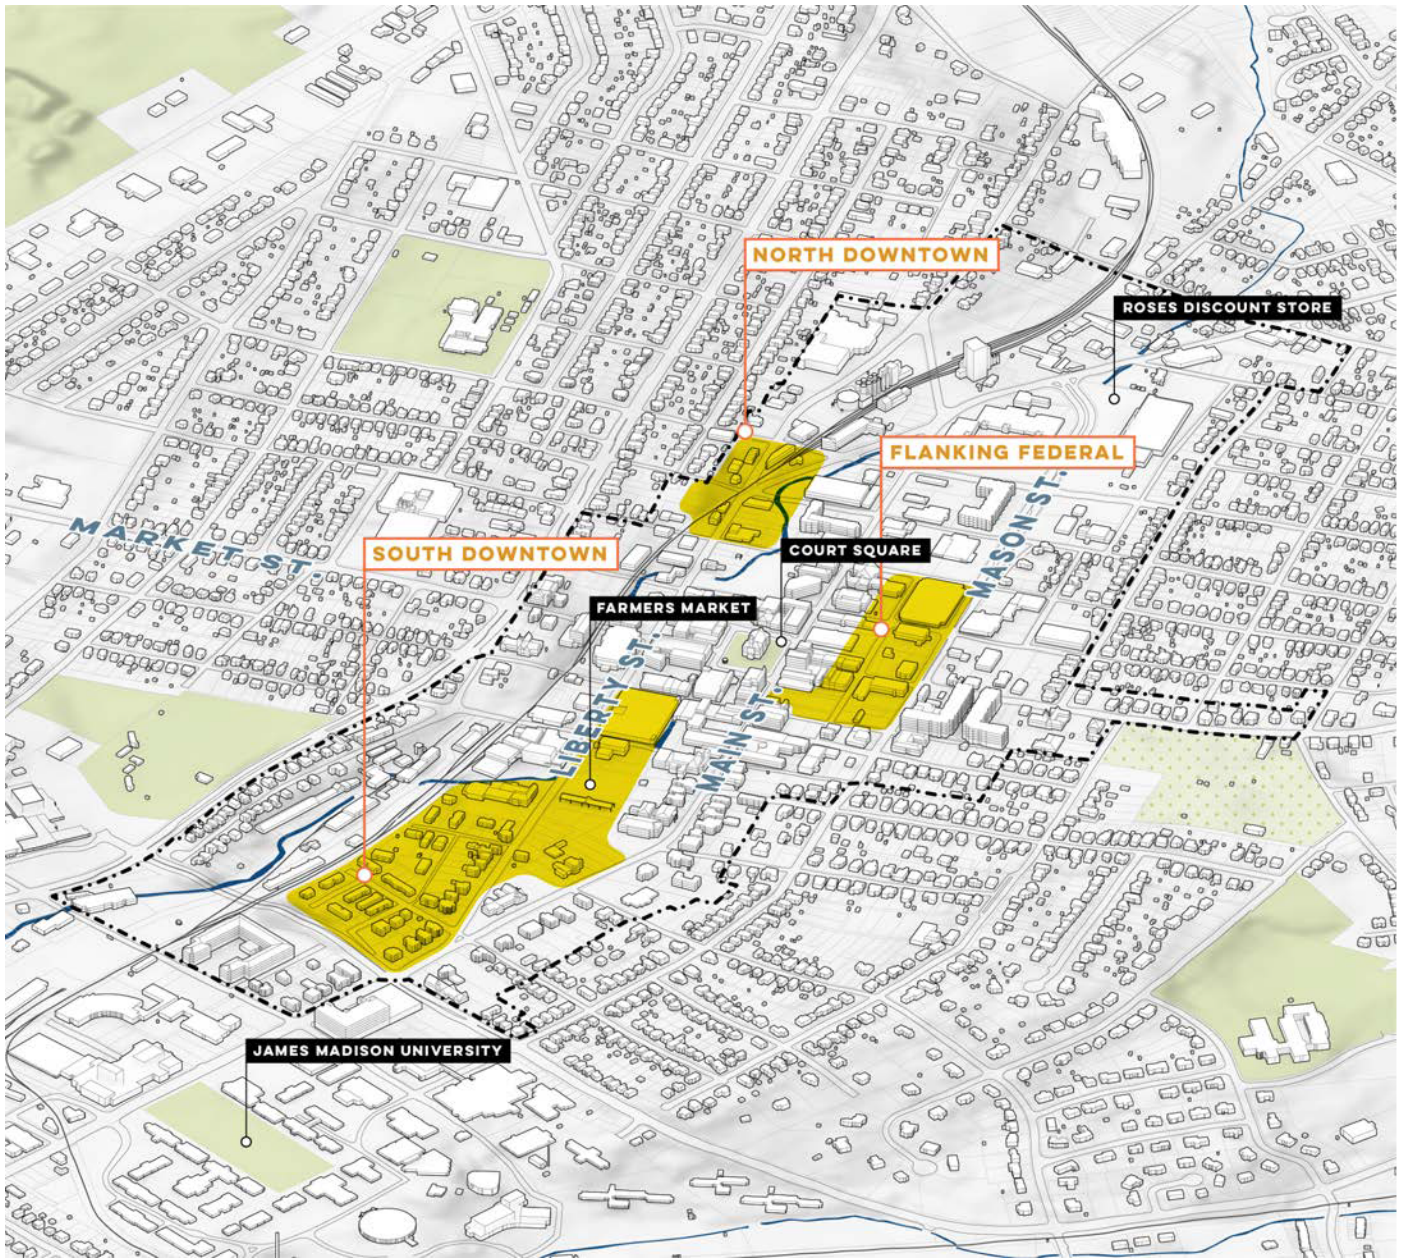 NORTH DOWNTOWN
ROSES DISCOUNT STORE
FLANKING FEDERAL
MASON ST.
MARKET ST.
SOUTH DOWNTOWN
COURT SQUARE
FARMERS MARKET
LIBERTY ST.
MAIN ST.
JAMES MADISON UNIVERSITY